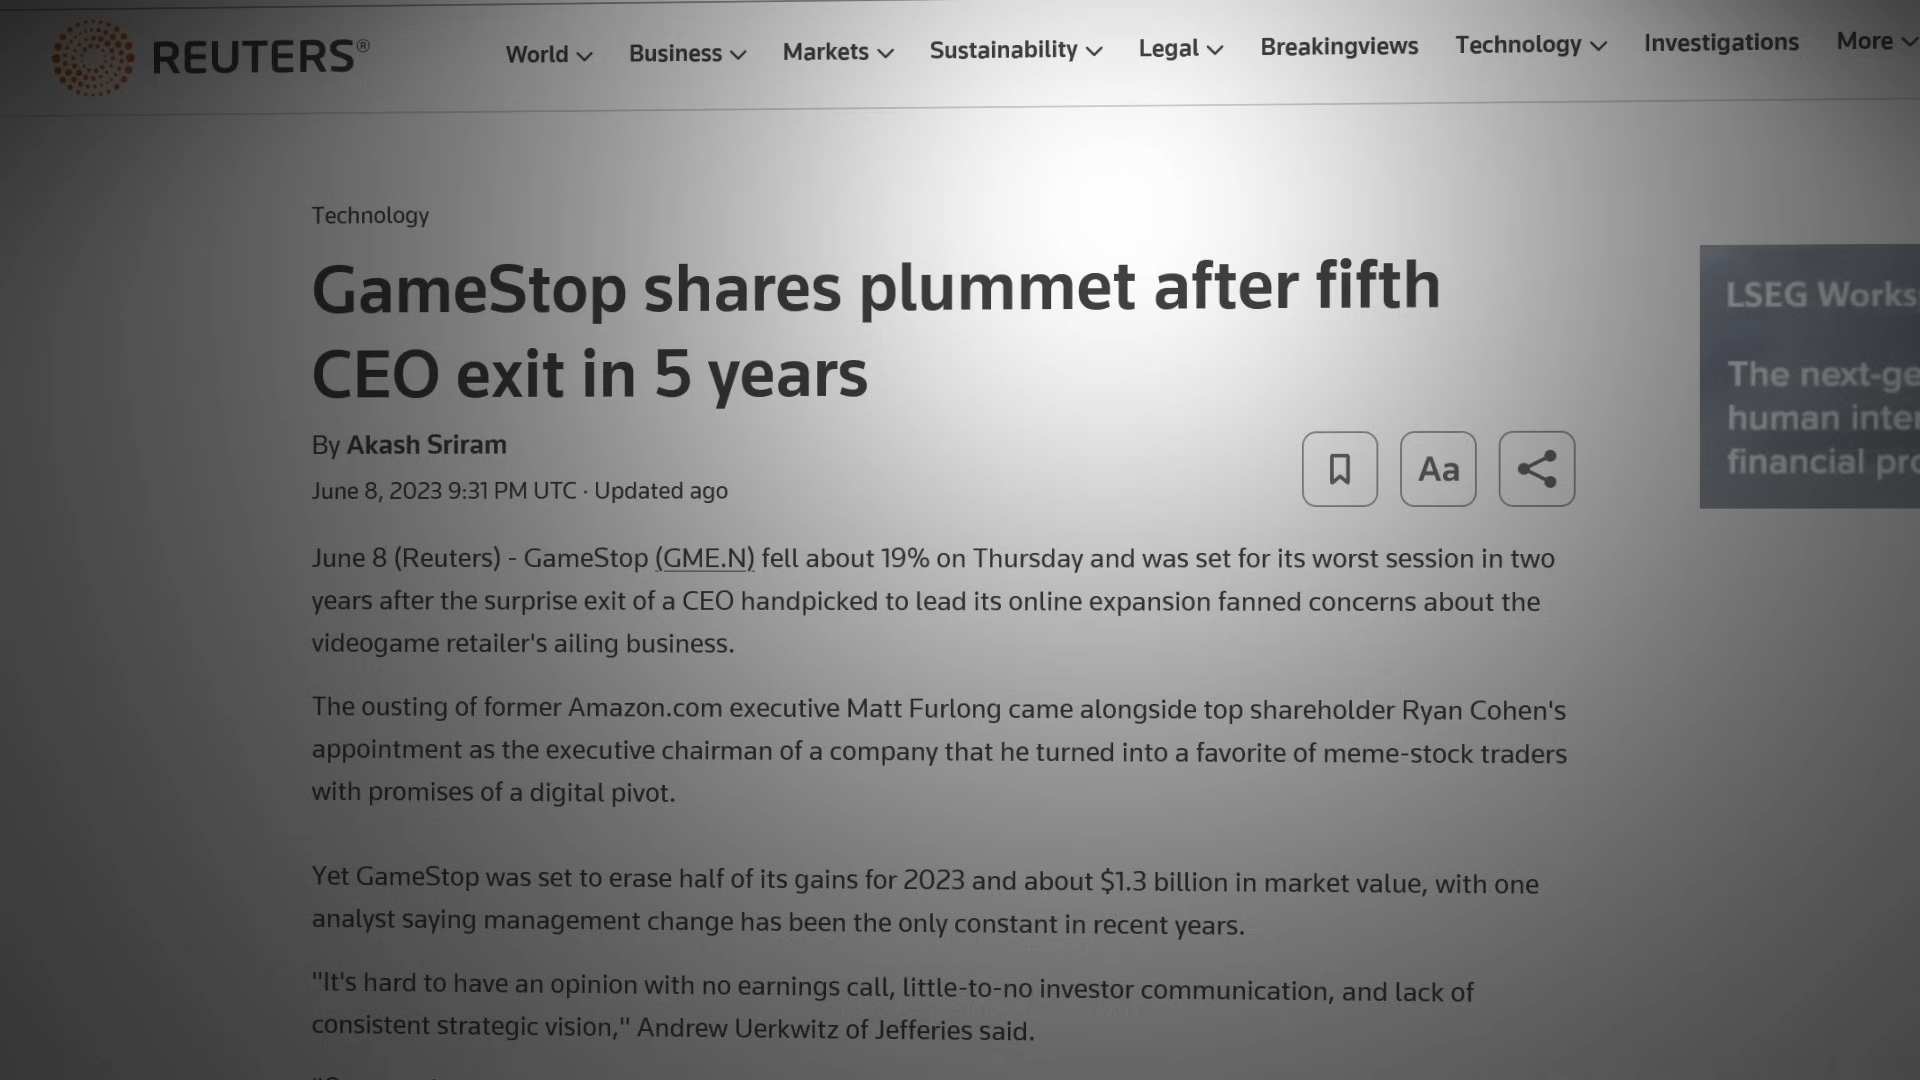 REUTERS®
World Business Markets Sustainability Legal Breakingviews Technology Investigations More
Technology
GameStop shares plummet after fifth
CEO exit in 5 years
By Akash Sriram
June 8, 2023 9:31 PM UTC · Updated ago
Aa
June 8 (Reuters) - GameStop (GME.N) fell about 19% on Thursday and was set for its worst session in two
years after the surprise exit of a CEO handpicked to lead its online expansion fanned concerns about the
videogame retailer's ailing business.
The ousting of former Amazon.com executive Matt Furlong came alongside top shareholder Ryan Cohen's
appointment as the executive chairman of a company that he turned into a favorite of meme-stock traders
with promises of a digital pivot.
Yet GameStop was set to erase half of its gains for 2023 and about $1.3 billion in market value, with one
analyst saying management change has been the only constant in recent years.
"It's hard to have an opinion with no earnings call, little-to-no investor communication, and lack of
consistent strategic vision," Andrew Uerkwitz of Jefferies said.
LSEG Works
The next-ge
human inte
financial pro